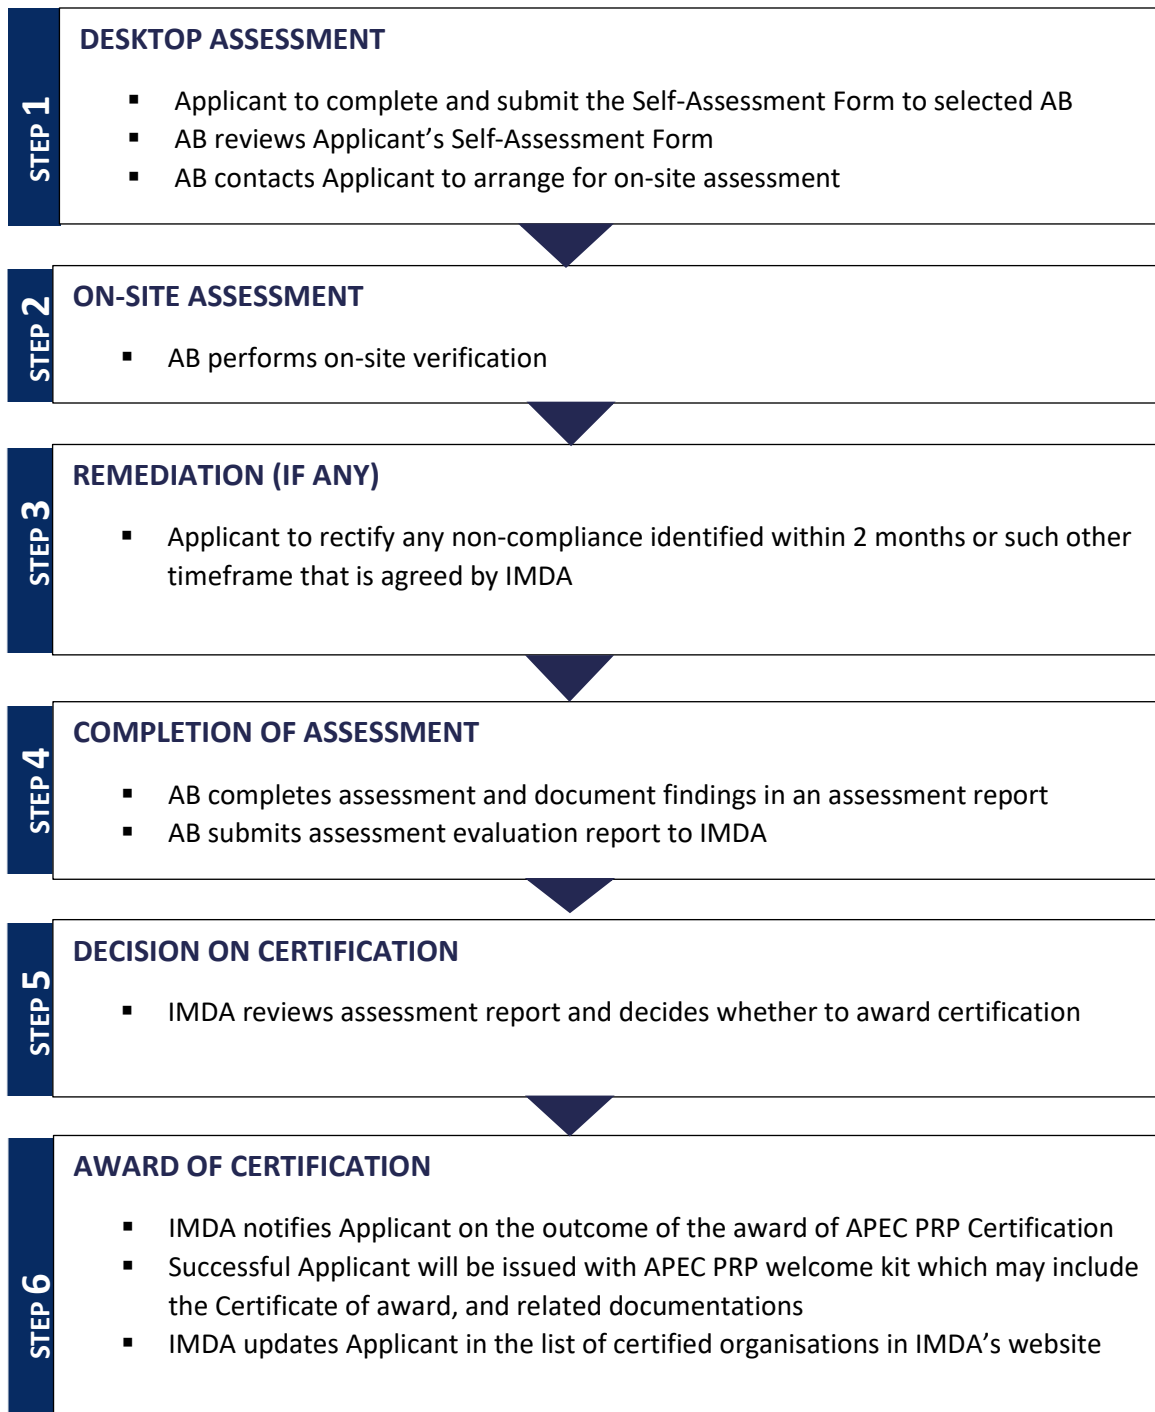 STEP 1
DESKTOP ASSESSMENT
▪ Applicant to complete and submit the Self-Assessment Form to selected AB
▪ AB reviews Applicant’s Self-Assessment Form
▪ AB contacts Applicant to arrange for on-site assessment
STEP 2
ON-SITE ASSESSMENT
▪ AB performs on-site verification
STEP 3
REMEDIATION (IF ANY)
▪ Applicant to rectify any non-compliance identified within 2 months or such other
timeframe that is agreed by IMDA
STEP 4
COMPLETION OF ASSESSMENT
▪ AB completes assessment and document findings in an assessment report
▪ AB submits assessment evaluation report to IMDA
STEP 5
DECISION ON CERTIFICATION
▪ IMDA reviews assessment report and decides whether to award certification
STEP 6
AWARD OF CERTIFICATION
▪ IMDA notifies Applicant on the outcome of the award of APEC PRP Certification
▪ Successful Applicant will be issued with APEC PRP welcome kit which may include
the Certificate of award, and related documentations
▪ IMDA updates Applicant in the list of certified organisations in IMDA’s website